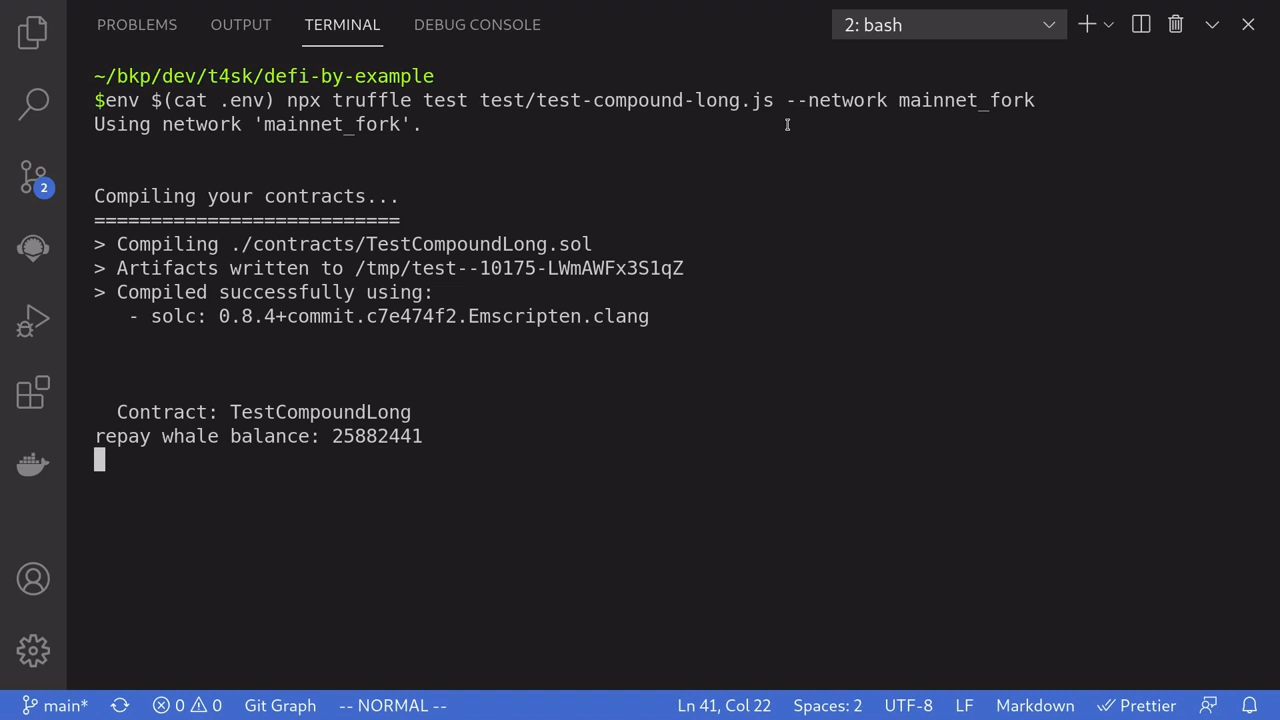 PROBLEMS OUTPUT TERMINAL DEBUG CONSOLE 2: bash
~/bkp/dev/t4sk/defi-by-example
$env $(cat .env) npx truffle test test/test-compound-long.js --network mainnet_fork
Using network 'mainnet_fork'.
2
Compiling your contracts...
===========================
> Compiling ./contracts/TestCompoundLong.sol
> Artifacts written to /tmp/test--10175-LWmAWFx3S1qZ
> Compiled successfully using:
- solc: 0.8.4+commit.c7e474f2.Emscripten.clang
Contract: TestCompoundLong
repay whale balance: 25882441
main* 0 0 Git Graph -- NORMAL -- Ln 41, Col 22 Spaces: 2 UTF-8 LF Markdown Prettier